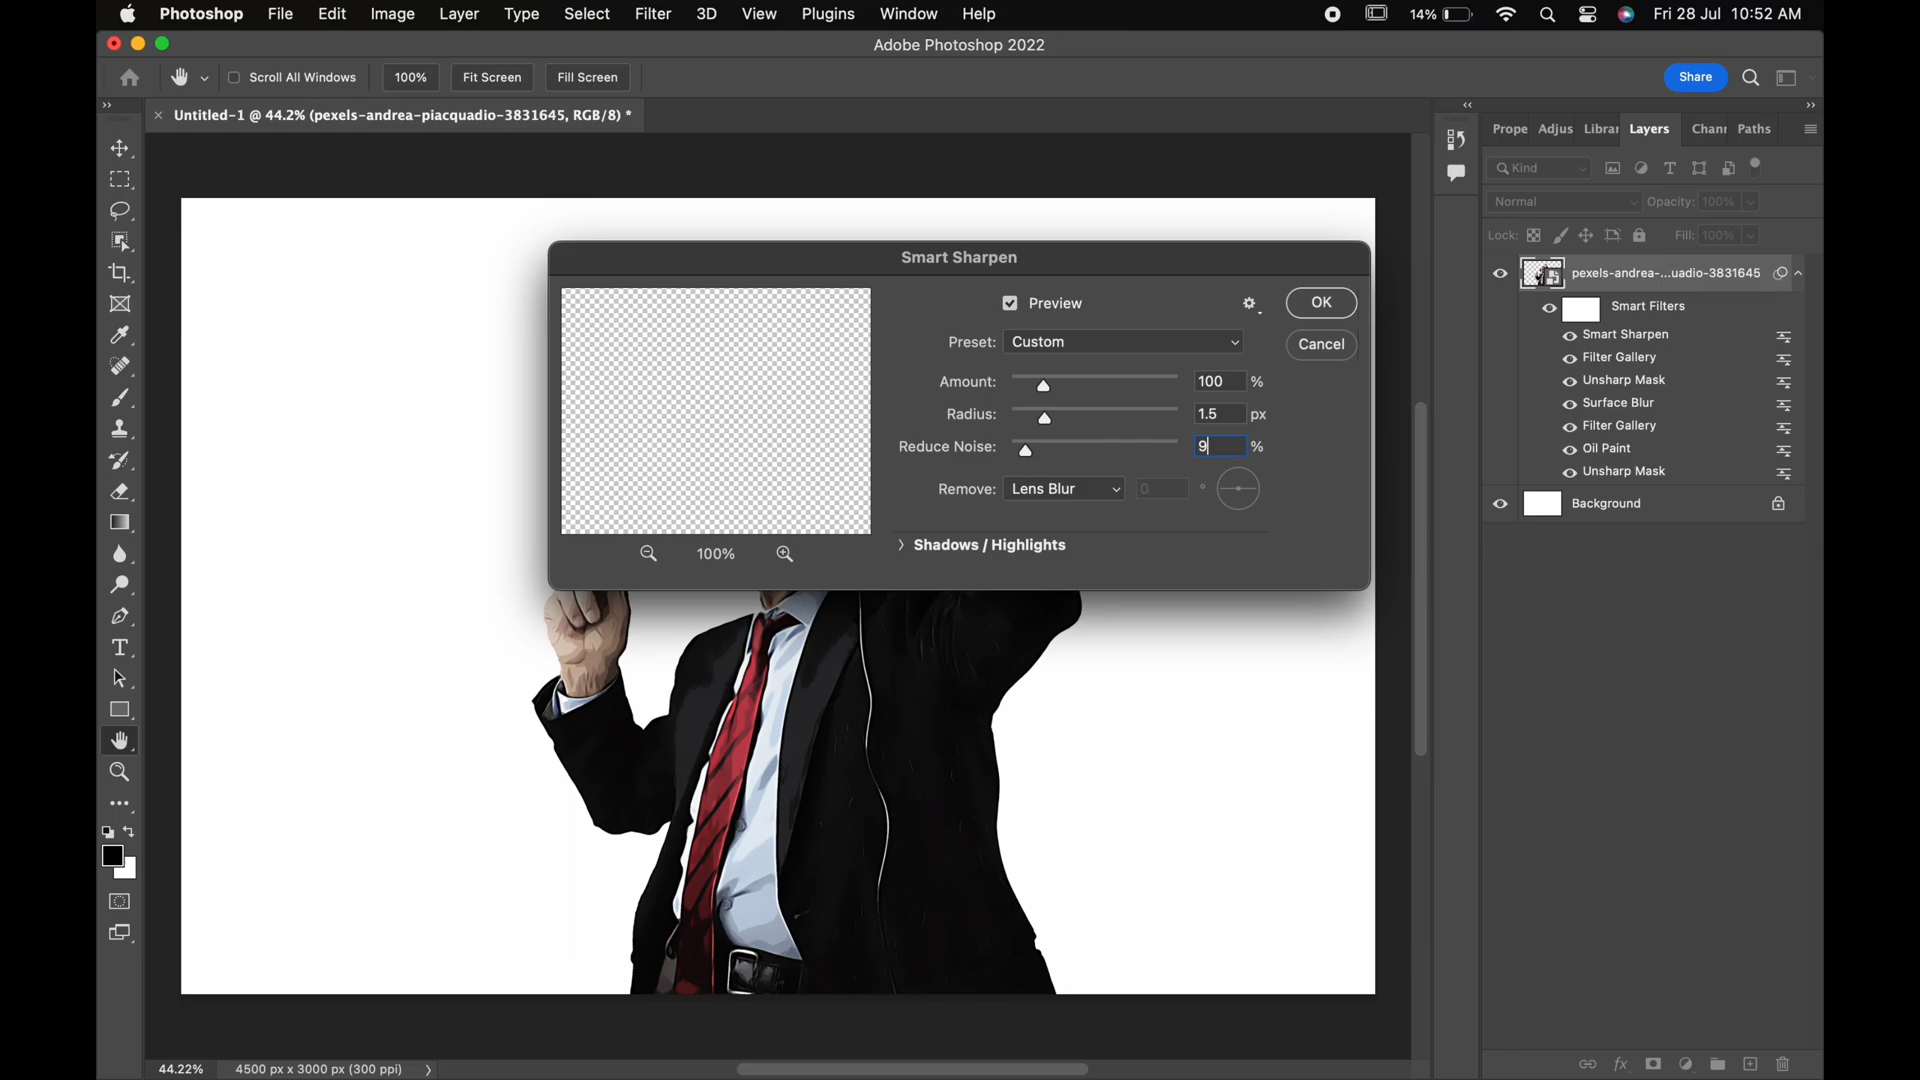 Photoshop File Edit Image Layer Type Select Filter 3D View Plugins Window Help 14% Fri 28 Jul 10:52 AM
Adobe Photoshop 2022
Scroll All Windows 100% Fit Screen Fill Screen Share
Untitled-1 @ 44.2% (pexels-andrea-piacquadio-3831645, RGB/8) *
Prope Adjus Librar Layers Chann Paths
Kind
Normal Opacity: 100%
Lock: Fill: 100%
pexels-andrea-...uadio-3831645
Smart Filters
Smart Sharpen
Filter Gallery
Unsharp Mask
Surface Blur
Filter Gallery
Oil Paint
Unsharp Mask
Background
Smart Sharpen
Preview
OK
Preset: Custom
Cancel
Amount: 100 %
Radius: 1.5 px
Reduce Noise: 9 %
Remove: Lens Blur 0 °
Shadows / Highlights
100%
44.22% 4500 px x 3000 px (300 ppi)